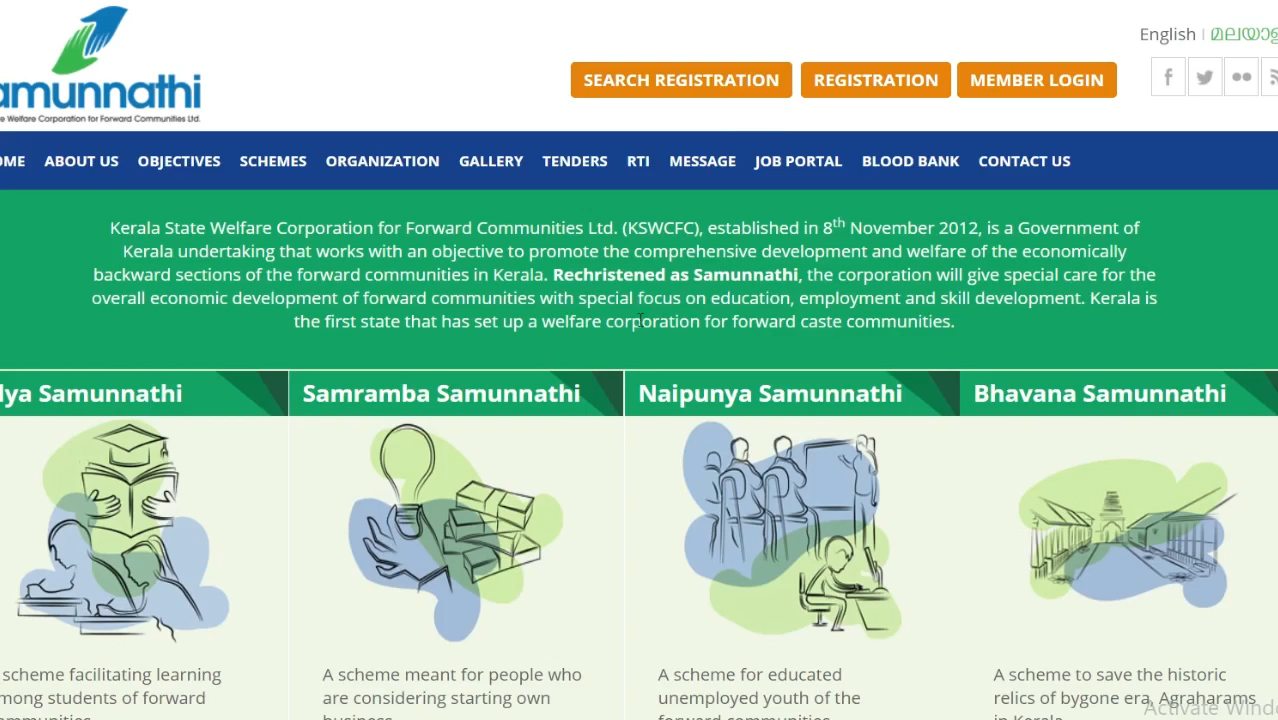 amunnathi
e Welfare Corporation for Forward Communities Ltd.
English
SEARCH REGISTRATION
REGISTRATION
MEMBER LOGIN
OME ABOUT US OBJECTIVES SCHEMES ORGANIZATION GALLERY TENDERS RTI MESSAGE JOB PORTAL BLOOD BANK CONTACT US
Kerala State Welfare Corporation for Forward Communities Ltd. (KSWCFC), established in 8th November 2012, is a Government of
Kerala undertaking that works with an objective to promote the comprehensive development and welfare of the economically
backward sections of the forward communities in Kerala. Rechristened as Samunnathi, the corporation will give special care for the
overall economic development of forward communities with special focus on education, employment and skill development. Kerala is
the first state that has set up a welfare corporation for forward caste communities.
dya Samunnathi
Samramba Samunnathi
Naipunya Samunnathi
Bhavana Samunnathi
scheme facilitating learning
mong students of forward
A scheme meant for people who
are considering starting own
business.
A scheme for educated
unemployed youth of the
forward communities.
A scheme to save the historic
relics of bygone era, Agraharams
in Kerala
Activate Windo